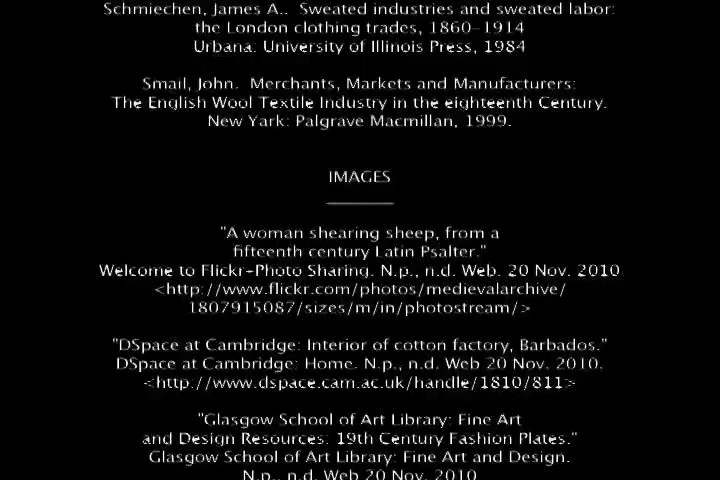 Schmiechen, James A..  Sweated industries and sweated labor:
the London clothing trades, 1860-1914
Urbana: University of Illinois Press, 1984
Smail, John.  Merchants, Markets and Manufacturers:
The English Wool Textile Industry in the eighteenth Century.
New Yark: Palgrave Macmillan, 1999.
IMAGES
"A woman shearing sheep, from a
fifteenth century Latin Psalter."
Welcome to Flickr-Photo Sharing. N.p., n.d. Web. 20 Nov. 2010
<http://www.flickr.com/photos/medievalarchive/
1807915087/sizes/m/in/photostream/>
"DSpace at Cambridge: Interior of cotton factory, Barbados."
DSpace at Cambridge: Home. N.p., n.d. Web 20 Nov. 2010.
<http://www.dspace.cam.ac.uk/handle/1810/811>
"Glasgow School of Art Library: Fine Art
and Design Resources: 19th Century Fashion Plates."
Glasgow School of Art Library: Fine Art and Design.
N.p., n.d. Web 20 Nov. 2010